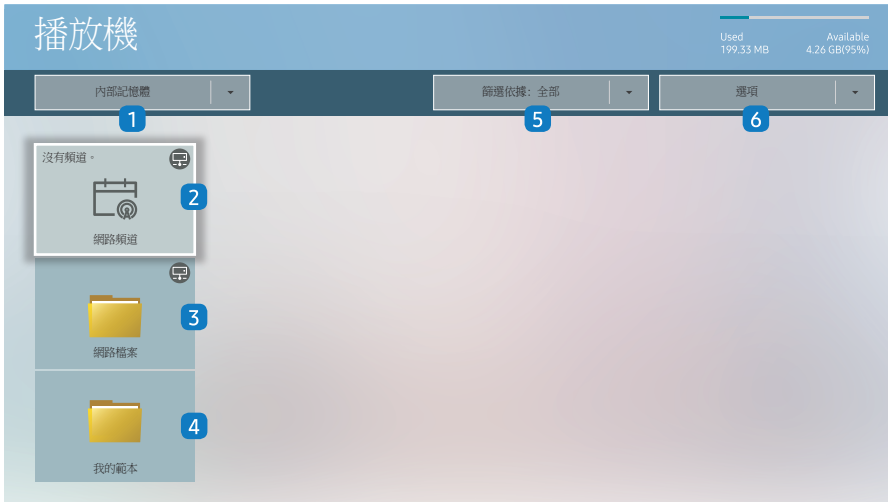 播放機
Used
199.33 MB
Available
4.26 GB(95%)
內部記憶體
篩選依據: 全部
選項
1
5
6
沒有頻道。
2
網路頻道
3
網路檔案
4
我的範本